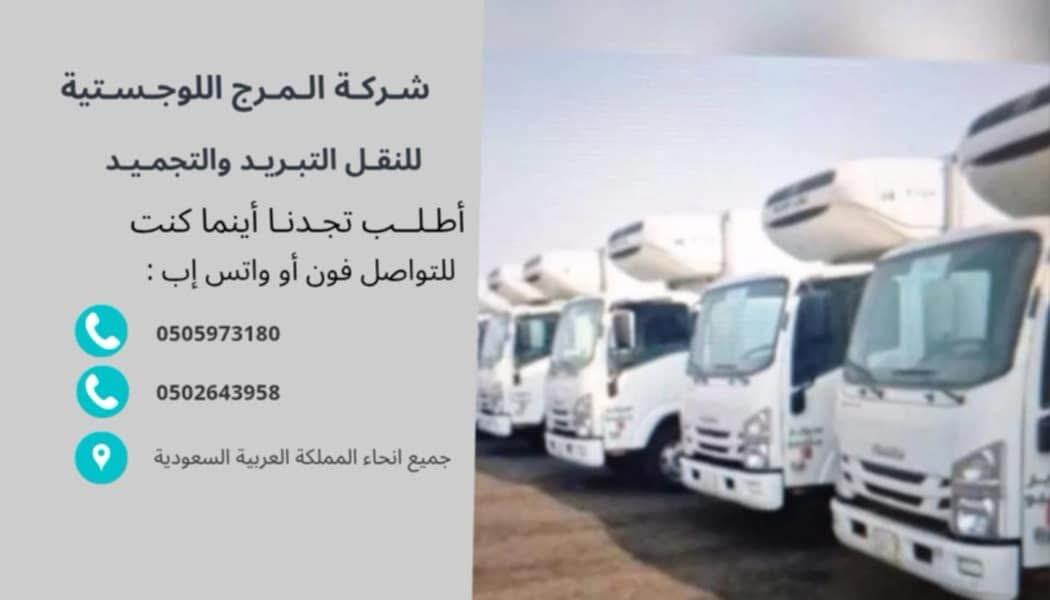 شركة المرج اللوجستية
للنقل التبريد والتجميد
أطلب تجدنا أينما كنت
للتواصل فون أو واتس إب :
0505973180
0502643958
جميع انحاء المملكة العربية السعودية